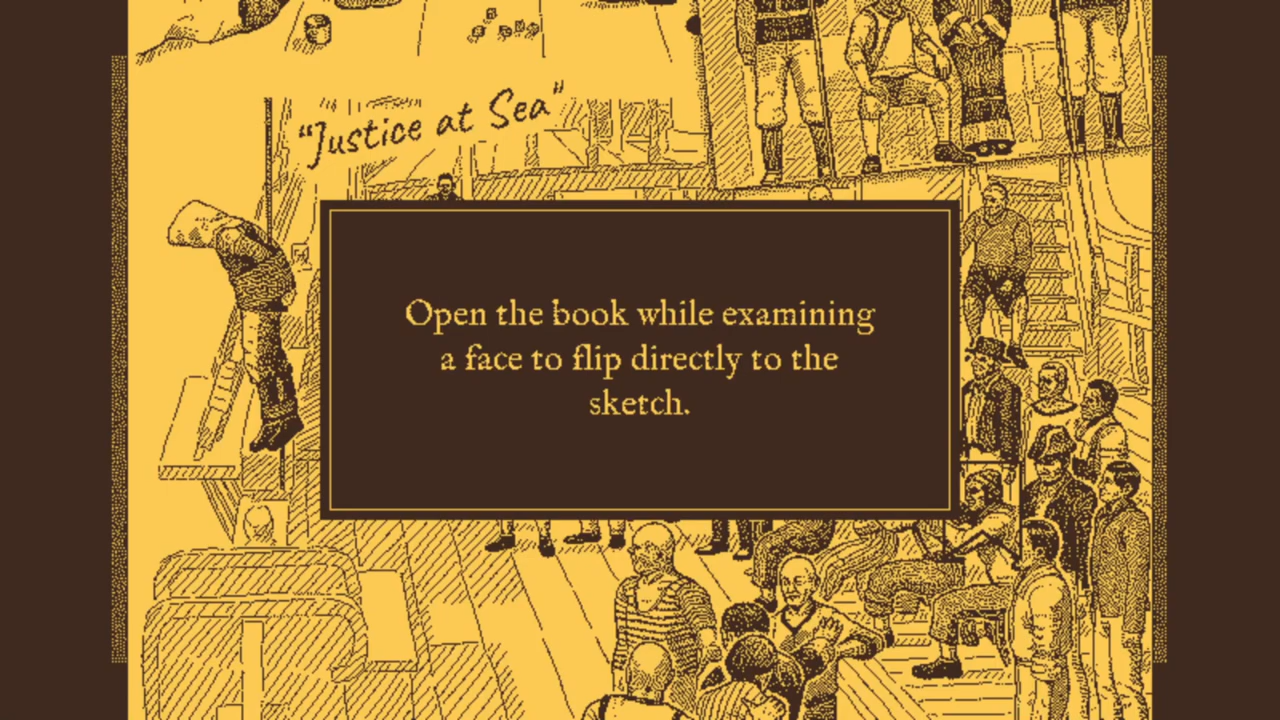 “Justice at Sea”
Open the book while examining
a face to flip directly to the
sketch.